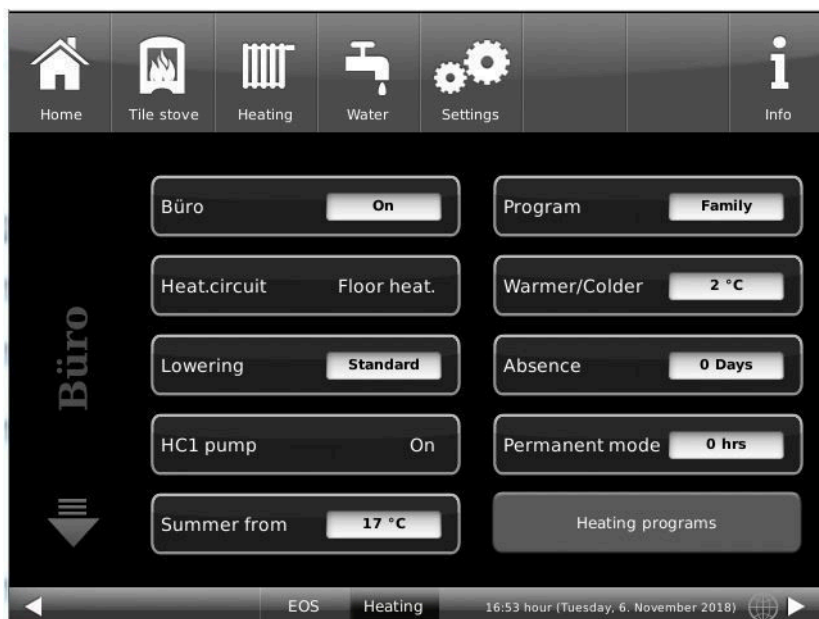 Home Tile stove Heating Water Settings Info
Büro
Büro On
Heat.circuit Floor heat.
Lowering Standard
HC1 pump On
Summer from 17 °C
Program Family
Warmer/Colder 2 °C
Absence 0 Days
Permanent mode 0 hrs
Heating programs
EOS Heating 16:53 hour (Tuesday, 6. November 2018)